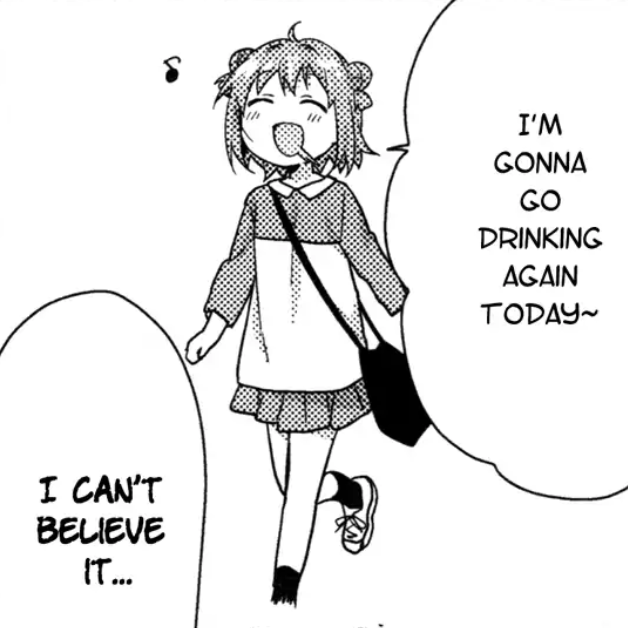 I'M
GONNA
GO
DRINKING
AGAIN
TODAY~
I CAN'T
BELIEVE
IT...